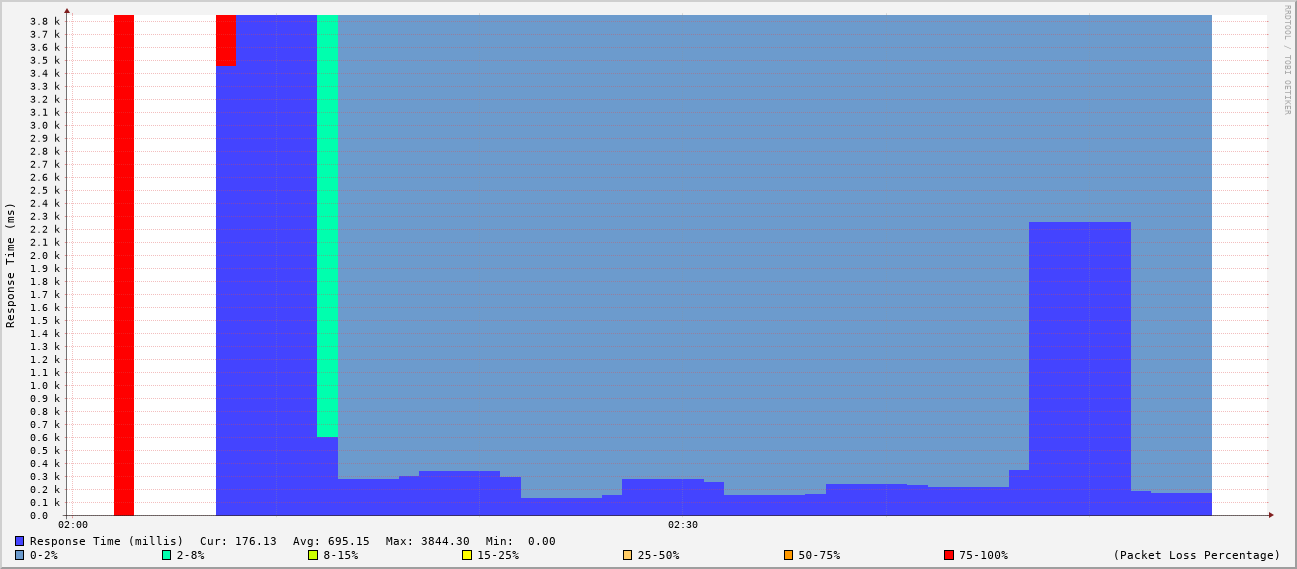 RRDTOOL / TOBI OETIKER
Response Time (ms)
3.8 k
3.7 k
3.6 k
3.5 k
3.4 k
3.3 k
3.2 k
3.1 k
3.0 k
2.9 k
2.8 k
2.7 k
2.6 k
2.5 k
2.4 k
2.3 k
2.2 k
2.1 k
2.0 k
1.9 k
1.8 k
1.7 k
1.6 k
1.5 k
1.4 k
1.3 k
1.2 k
1.1 k
1.0 k
0.9 k
0.8 k
0.7 k
0.6 k
0.5 k
0.4 k
0.3 k
0.2 k
0.1 k
0.0
02:00 02:30
Response Time (millis) Cur: 176.13 Avg: 695.15 Max: 3844.30 Min: 0.00
0-2% 2-8% 8-15% 15-25% 25-50% 50-75% 75-100% (Packet Loss Percentage)